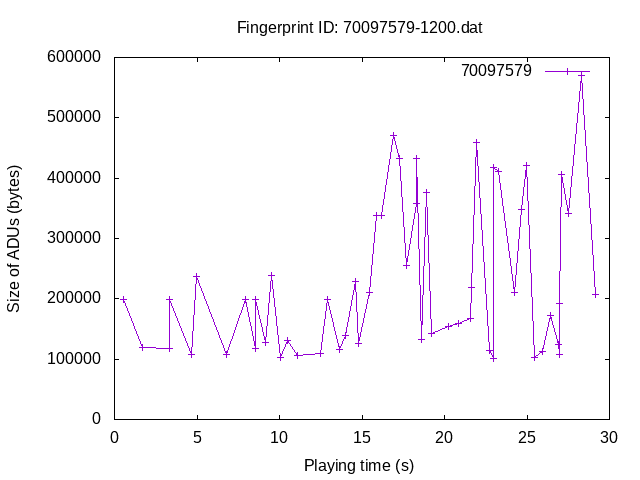 Fingerprint ID: 70097579-1200.dat
70097579
Size of ADUs (bytes)
600000
500000
400000
300000
200000
100000
0
0 5 10 15 20 25 30
Playing time (s)